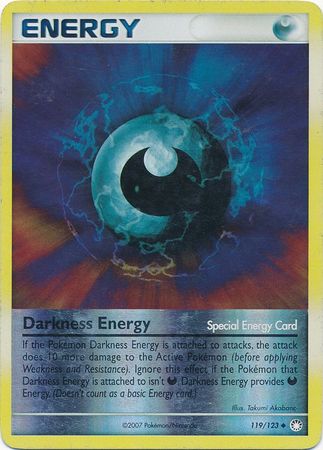 ENERGY
Darkness Energy
Special Energy Card
If the Pokémon Darkness Energy is attached to attacks, the attack
does 10 more damage to the Active Pokémon (before applying
Weakness and Resistance). Ignore this effect if the Pokémon that
Darkness Energy is attached to isn't. Darkness Energy provides
Energy. (Doesn't count as a basic Energy card.)
Illus. Takumi Akabane
©2007 Pokémon/Nintendo
119/123